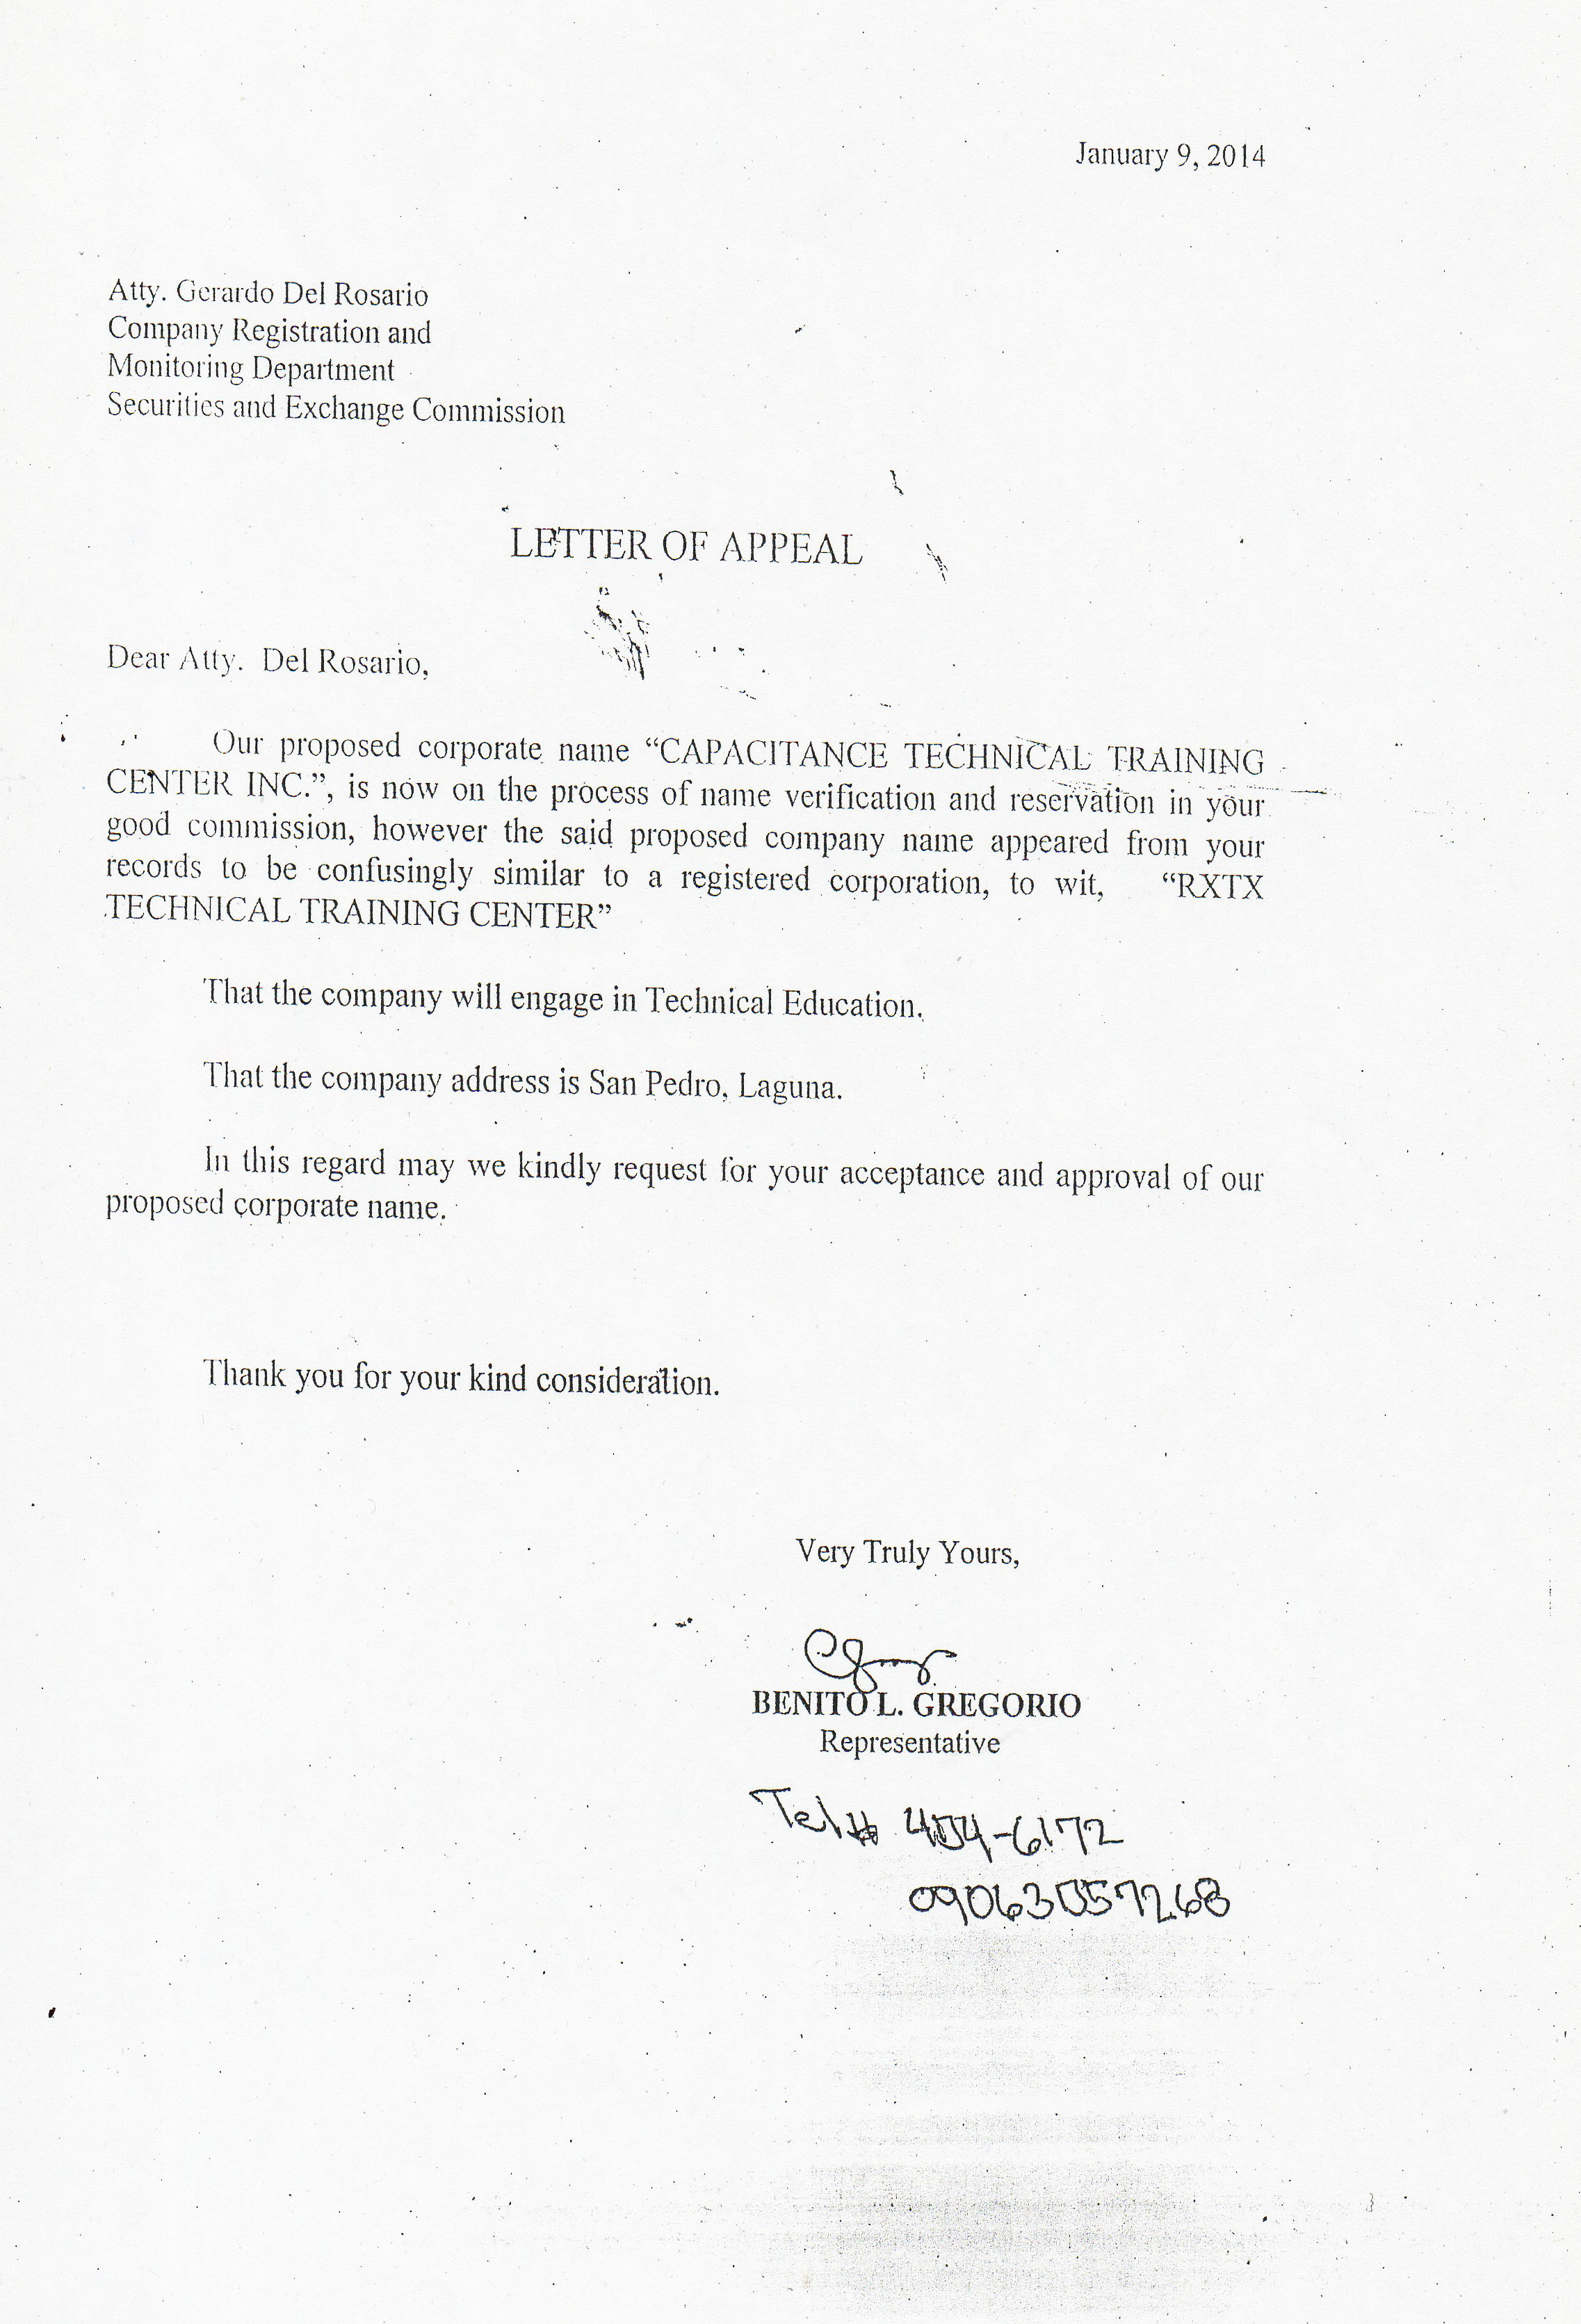 January 9, 2014
Atty. Gerardo Del Rosario
Company Registration and
Monitoring Department
Securities and Exchange Commission
LETTER OF APPEAL
Dear Atty. Del Rosario,
Our proposed corporate name “CAPACITANCE TECHNICAL TRAINING
CENTER INC.”, is now on the process of name verification and reservation in your
good commission, however the said proposed company name appeared from your
records to be confusingly similar to a registered corporation, to wit, “RXTX
TECHNICAL TRAINING CENTER”
That the company will engage in Technical Education.
That the company address is San Pedro, Laguna.
In this regard may we kindly request for your acceptance and approval of our
proposed corporate name.
Thank you for your kind consideration.
Very Truly Yours,
BENITO L. GREGORIO
Representative
Tel# 454-6172
09063557268